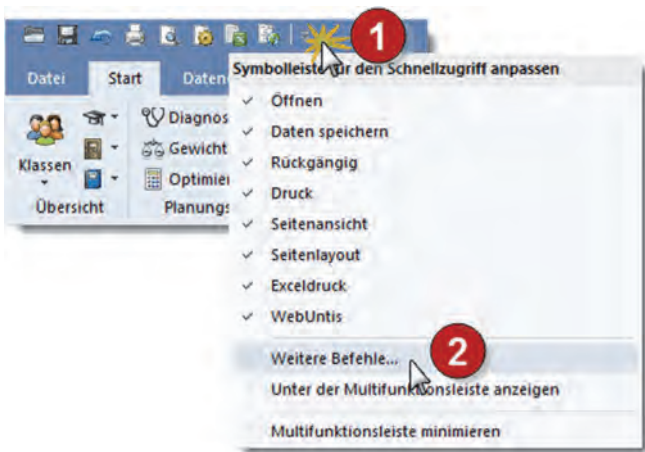 1
Datei Start Daten
Symbolleiste für den Schnellzugriff anpassen
Öffnen
Daten speichern
Rückgängig
Druck
Seitenansicht
Seitenlayout
Exceldruck
WebUntis
Weitere Befehle...
2
Unter der Multifunktionsleiste anzeigen
Multifunktionsleiste minimieren
Klassen
Diagnos
Gewicht
Optimier
Übersicht
Planungs